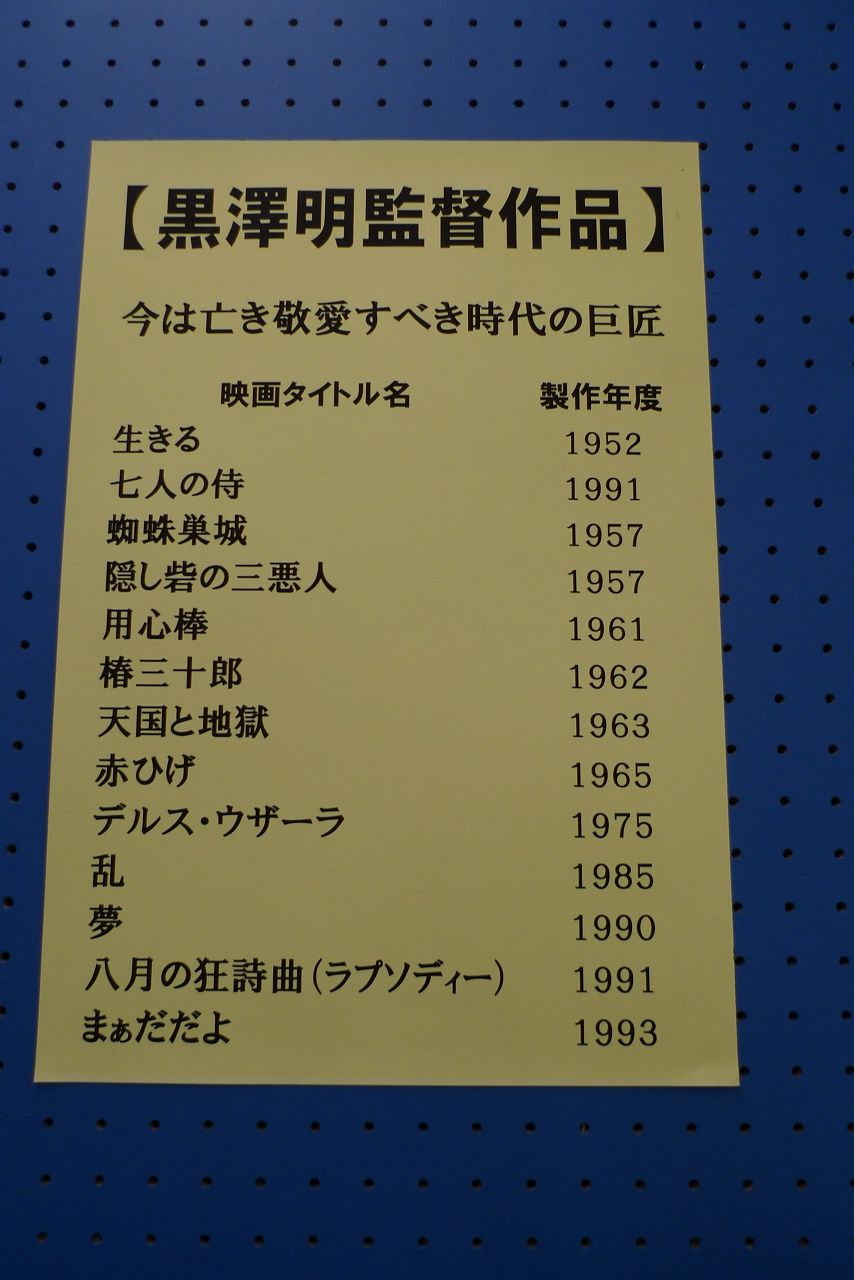 【黒澤明監督作品】
今は亡き敬愛すべき時代の巨匠
映画タイトル名 製作年度
生きる 1952
七人の侍 1991
蜘蛛巣城 1957
隠し砦の三悪人 1957
用心棒 1961
椿三十郎 1962
天国と地獄 1963
赤ひげ 1965
デルス・ウザーラ 1975
乱 1985
夢 1990
八月の狂詩曲(ラプソディー) 1991
まぁだだよ 1993